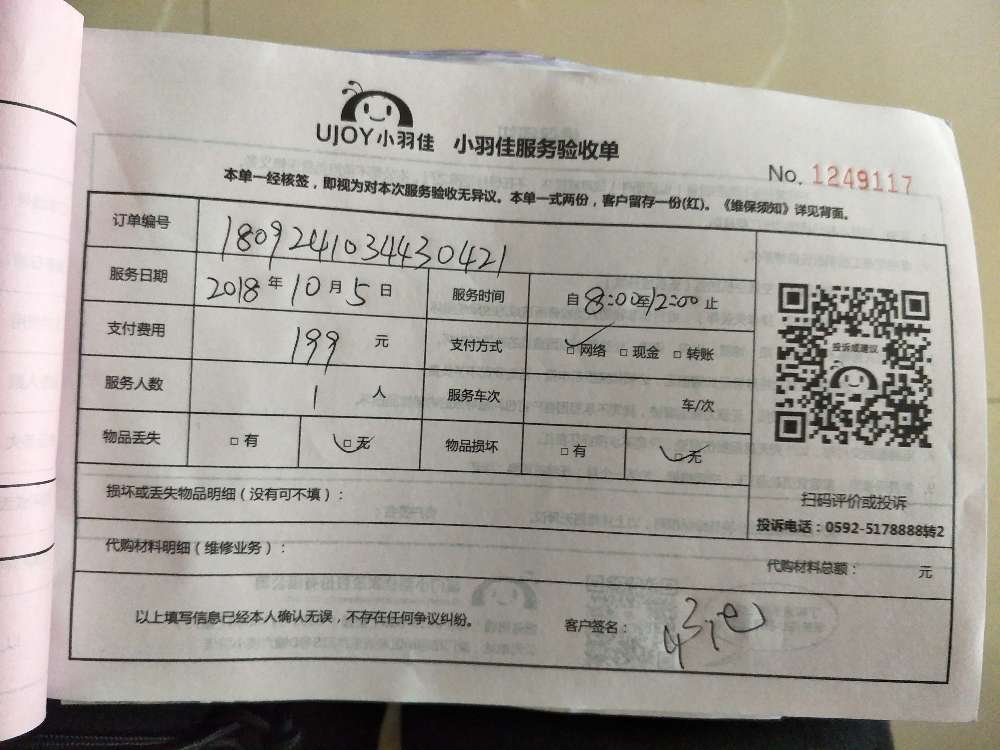 UJOY小羽佳 小羽佳服务验收单
No. 1249117
本单一经核签，即视为对本次服务验收无异议。本单一式两份，客户留存一份(红)。《维保须知》详见背面。
订单编号 1809241034430421
服务日期 2018年10月5日 服务时间 自8:00至12:00止
支付费用 199 元 支付方式 □网络 □现金 □转账
服务人数 1 人 服务车次 车/次
物品丢失 □有 □无 物品损坏 □有 □无
投诉或建议
扫码评价或投诉
投诉电话：0592-5178888转2
损坏或丢失物品明细（没有可不填）：
代购材料明细（维修业务）：
代购材料总额： 元
以上填写信息已经本人确认无误，不存在任何争议纠纷。
客户签名：